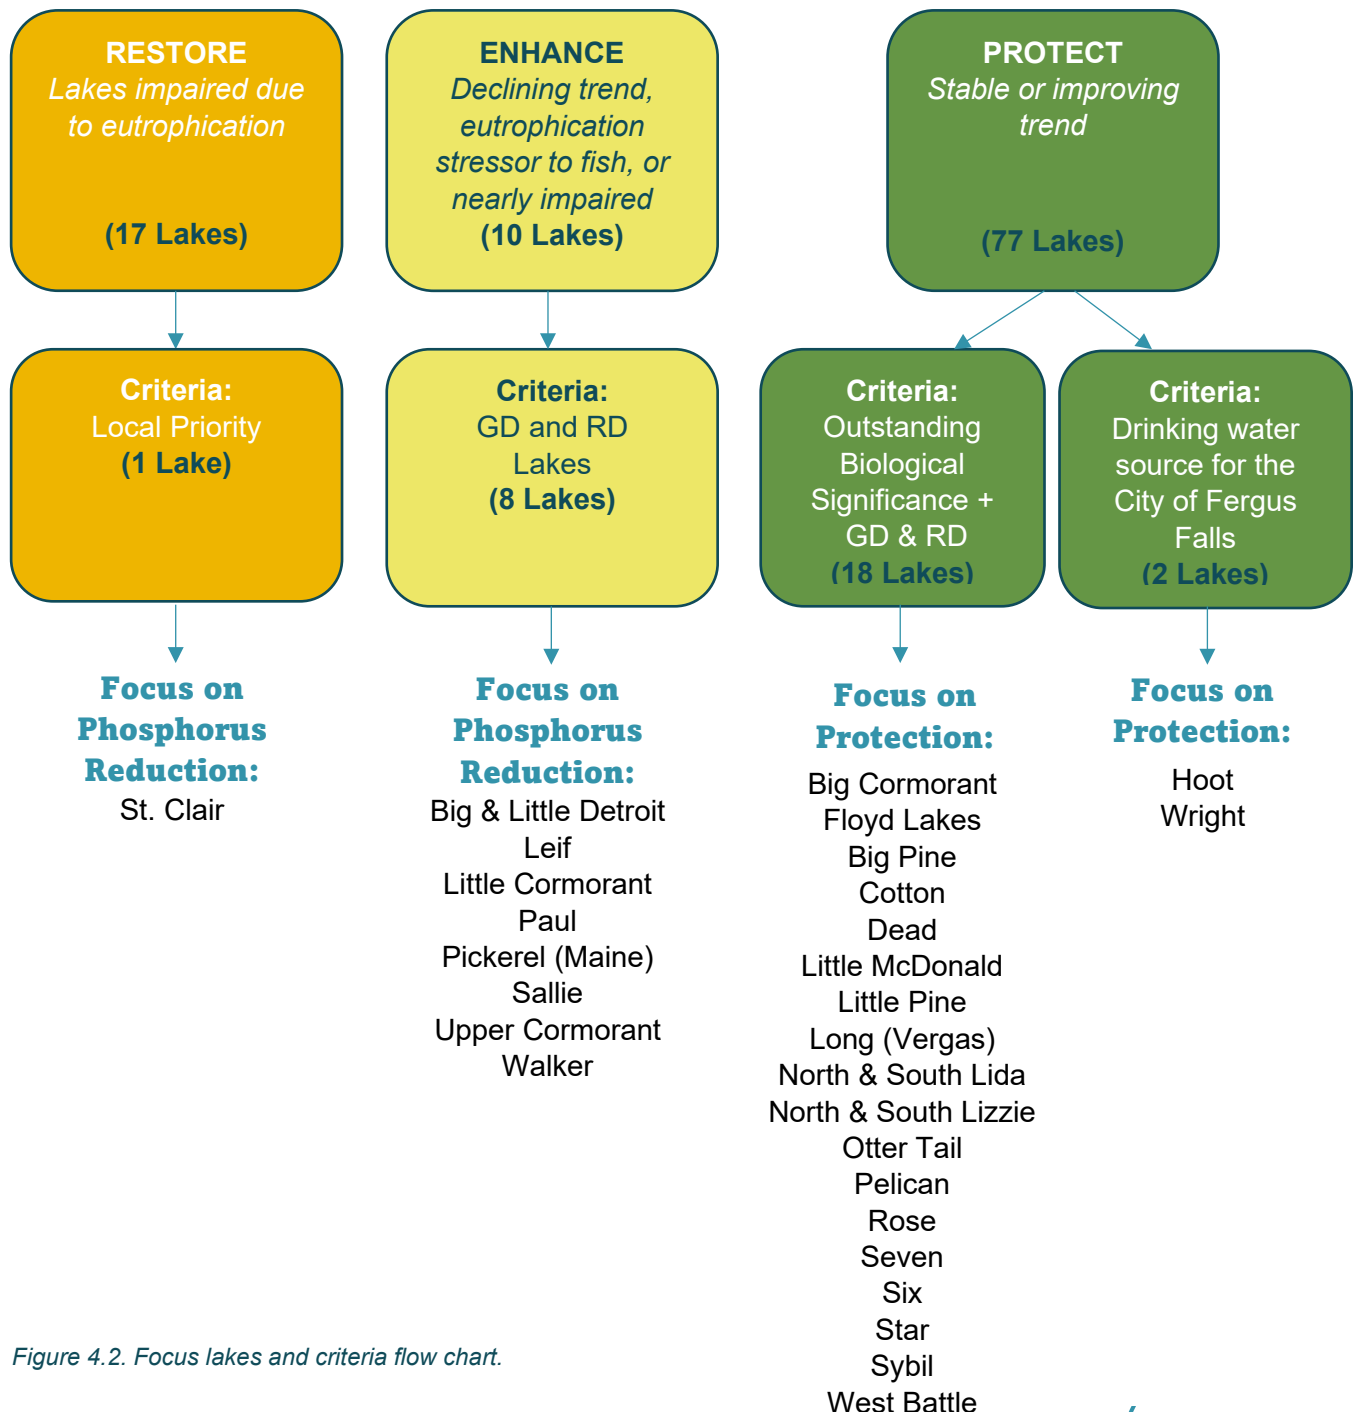 RESTORE
Lakes impaired due
to eutrophication
(17 Lakes)
ENHANCE
Declining trend,
eutrophication
stressor to fish, or
nearly impaired
(10 Lakes)
PROTECT
Stable or improving
trend
(77 Lakes)
Criteria:
Local Priority
(1 Lake)
Criteria:
GD and RD
Lakes
(8 Lakes)
Criteria:
Outstanding
Biological
Significance +
GD & RD
(18 Lakes)
Criteria:
Drinking water
source for the
City of Fergus
Falls
(2 Lakes)
Focus on
Phosphorus
Reduction:
St. Clair
Focus on
Phosphorus
Reduction:
Big & Little Detroit
Leif
Little Cormorant
Paul
Pickerel (Maine)
Sallie
Upper Cormorant
Walker
Focus on
Protection:
Big Cormorant
Floyd Lakes
Big Pine
Cotton
Dead
Little McDonald
Little Pine
Long (Vergas)
North & South Lida
North & South Lizzie
Otter Tail
Pelican
Rose
Seven
Six
Star
Sybil
West Battle
Focus on
Protection:
Hoot
Wright
Figure 4.2. Focus lakes and criteria flow chart.